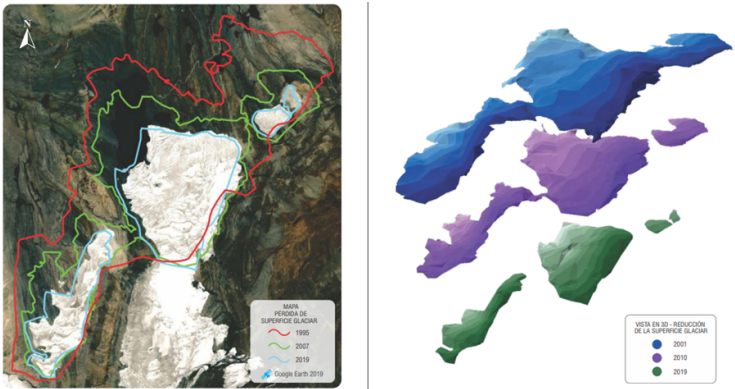 N
MAPA
PÉRDIDA DE
SUPERFICIE GLACIAR
1995
2007
2019
Google Earth 2019
VISTA EN 3D - REDUCCIÓN
DE LA SUPERFICIE GLACIAR
2001
2010
2019